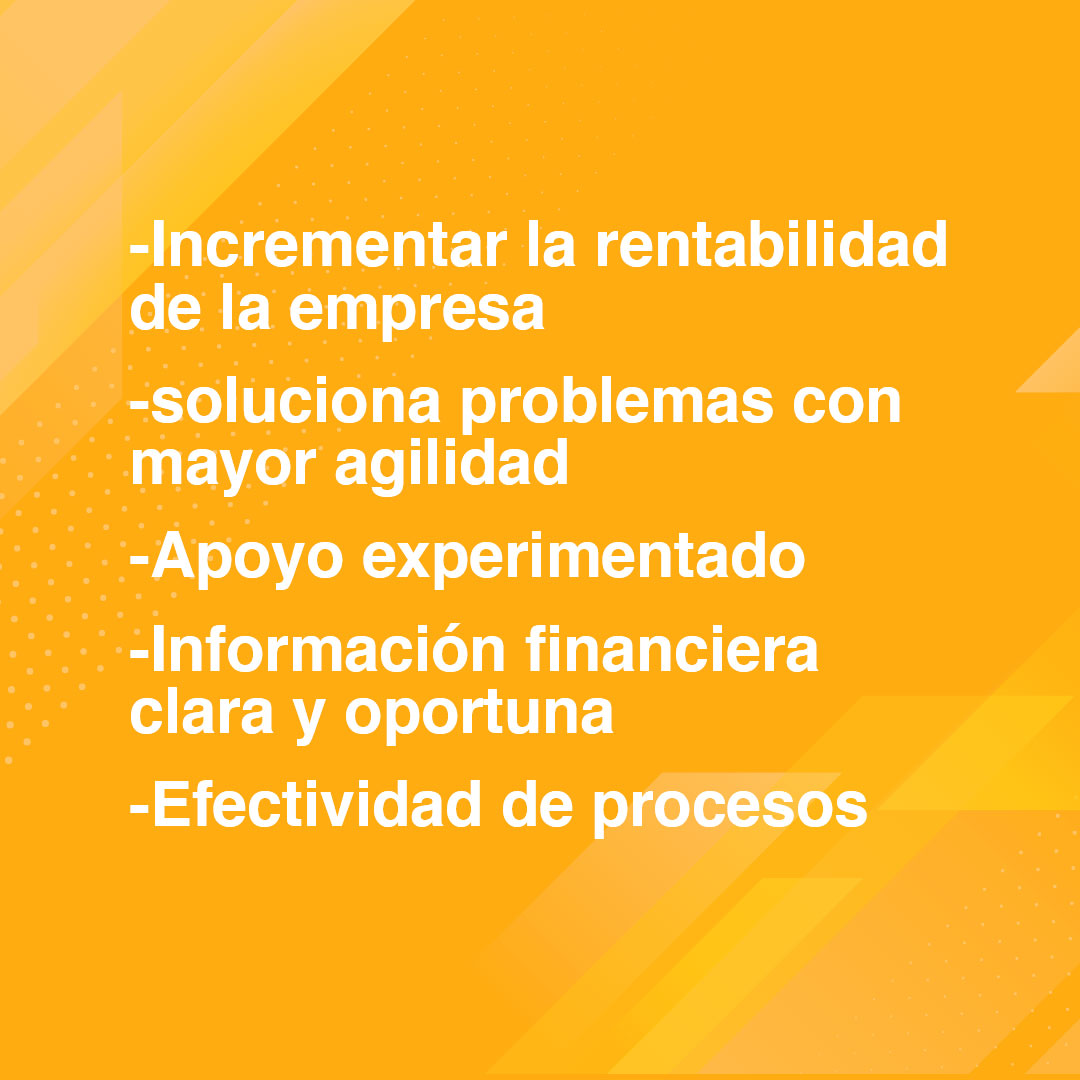 -Incrementar la rentabilidad
de la empresa
-soluciona problemas con
mayor agilidad
-Apoyo experimentado
-Información financiera
clara y oportuna
-Efectividad de procesos